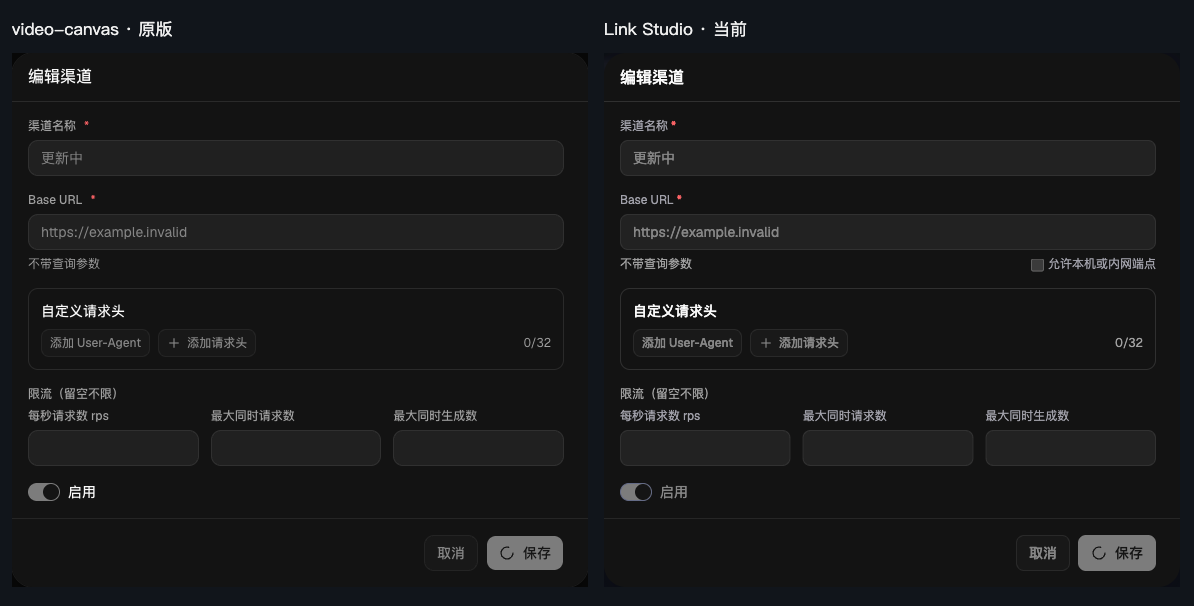 video-canvas · 原版
编辑渠道
渠道名称 *
更新中
Base URL *
https://example.invalid
不带查询参数
自定义请求头
添加 User-Agent
+ 添加请求头
0/32
限流（留空不限）
每秒请求数 rps
最大同时请求数
最大同时生成数
启用
取消
保存
Link Studio · 当前
编辑渠道
渠道名称 *
更新中
Base URL *
https://example.invalid
不带查询参数
允许本机或内网端点
自定义请求头
添加 User-Agent
+ 添加请求头
0/32
限流（留空不限）
每秒请求数 rps
最大同时请求数
最大同时生成数
启用
取消
保存